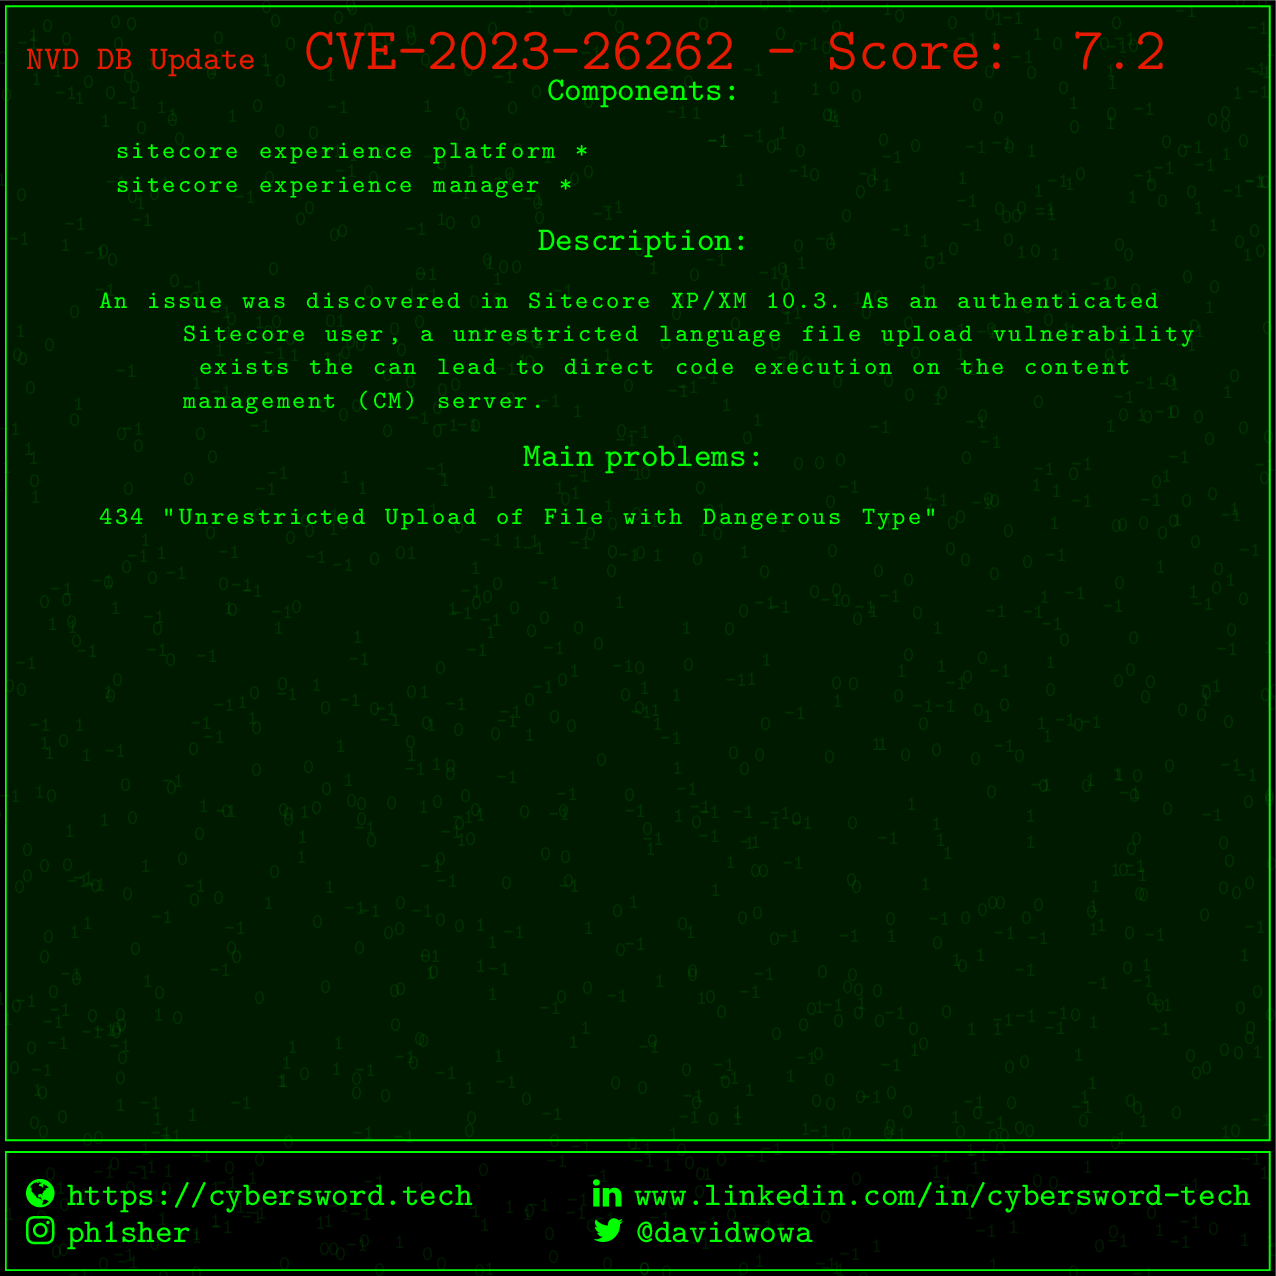 NVD DB Update CVE-2023-26262 - Score: 7.2
Components:
sitecore experience platform *
sitecore experience manager *
Description:
An issue was discovered in Sitecore XP/XM 10.3. As an authenticated
Sitecore user, a unrestricted language file upload vulnerability
exists the can lead to direct code execution on the content
management (CM) server.
Main problems:
434 "Unrestricted Upload of File with Dangerous Type"
https://cybersword.tech
www.linkedin.com/in/cybersword-tech
ph1sher
@davidwowa